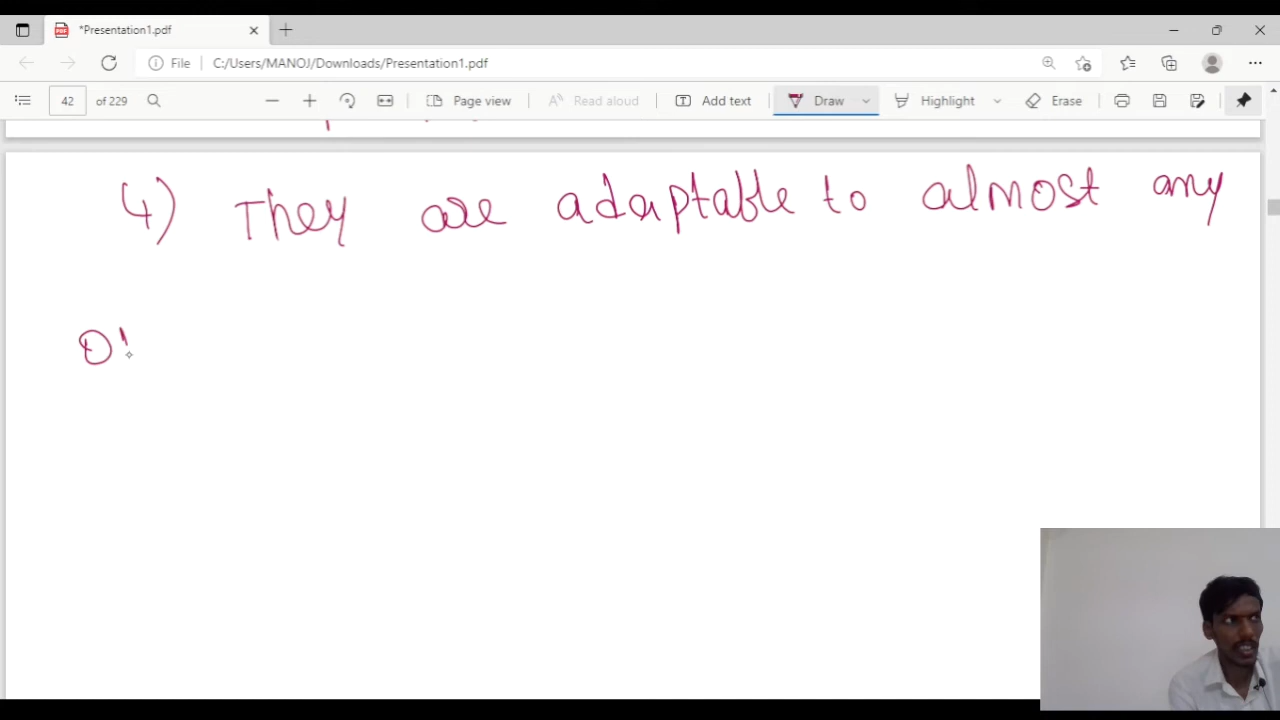 *Presentation1.pdf
File C:/Users/MANOJ/Downloads/Presentation1.pdf
42 of 229 Page view Read aloud Add text Draw Highlight Erase
4) They are adaptable to almost any